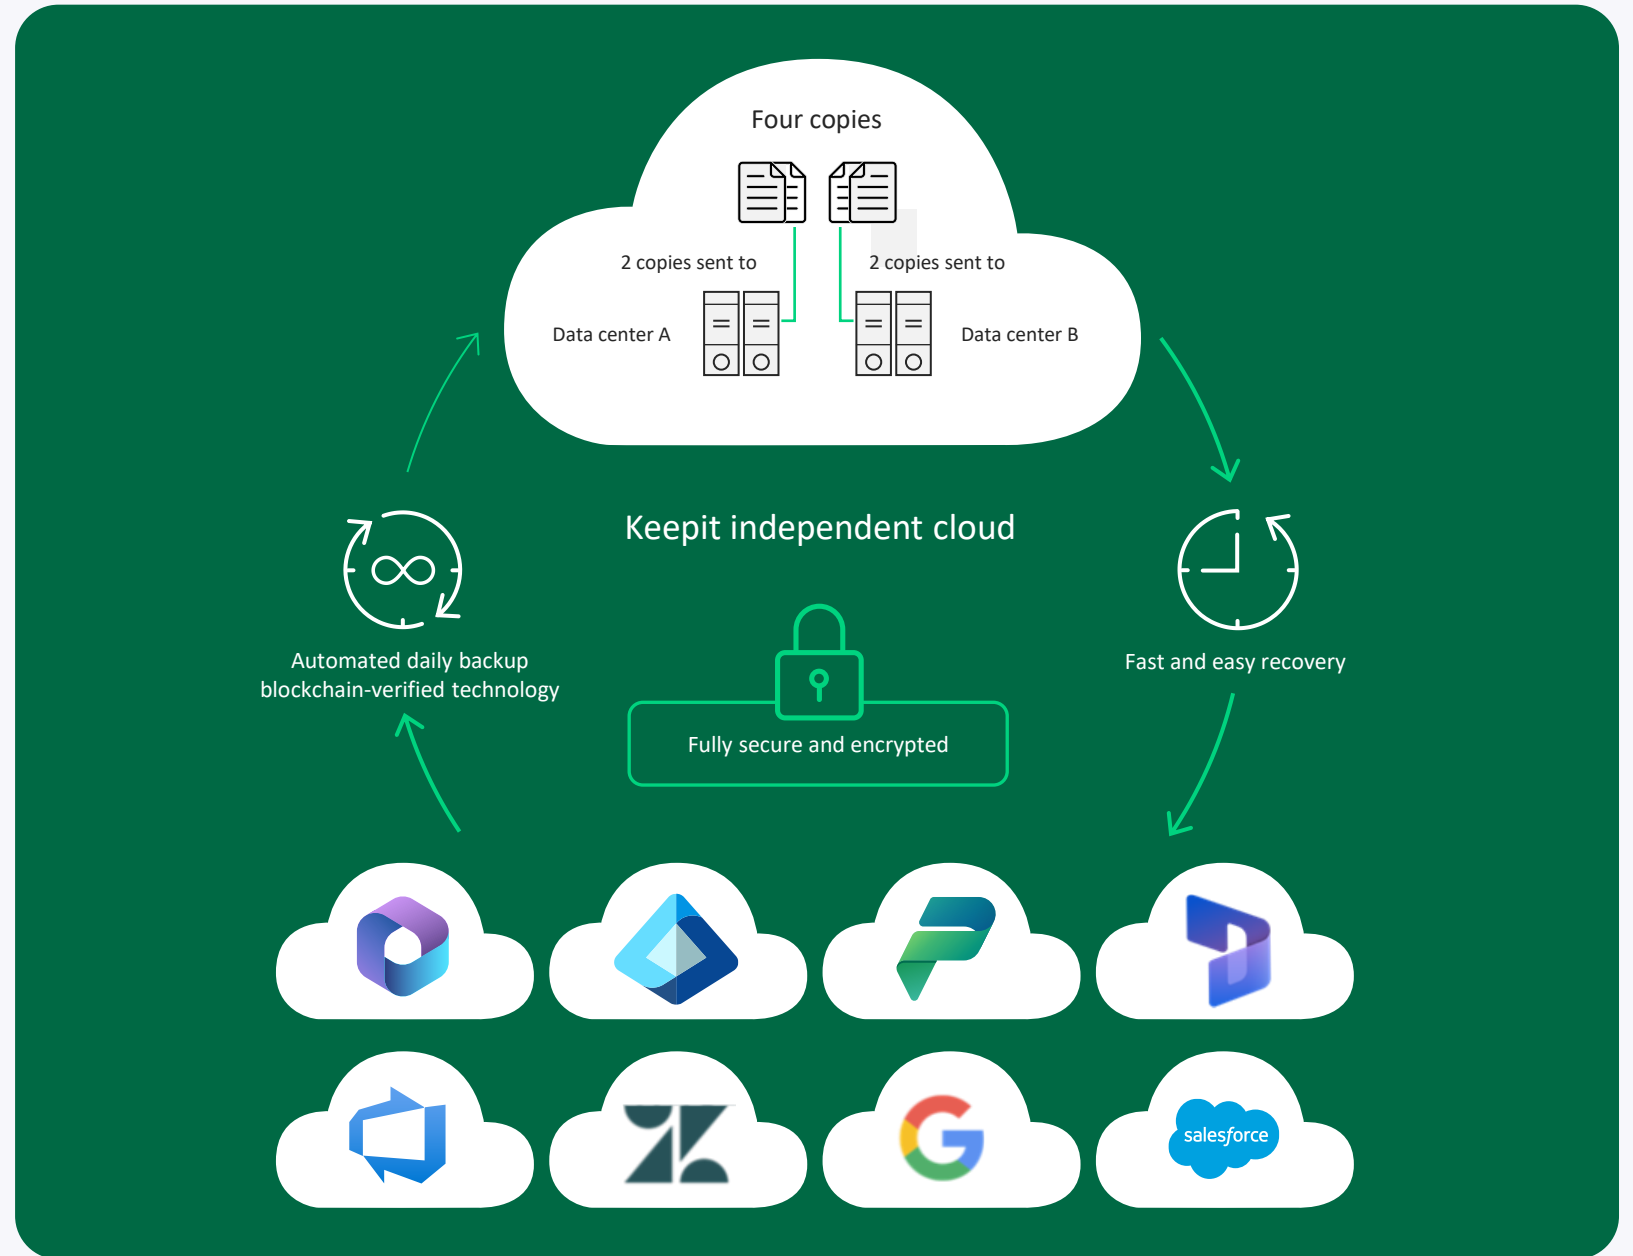 Four copies
2 copies sent to
2 copies sent to
Data center A
Data center B
Keepit independent cloud
Automated daily backup
blockchain-verified technology
Fast and easy recovery
Fully secure and encrypted
salesforce